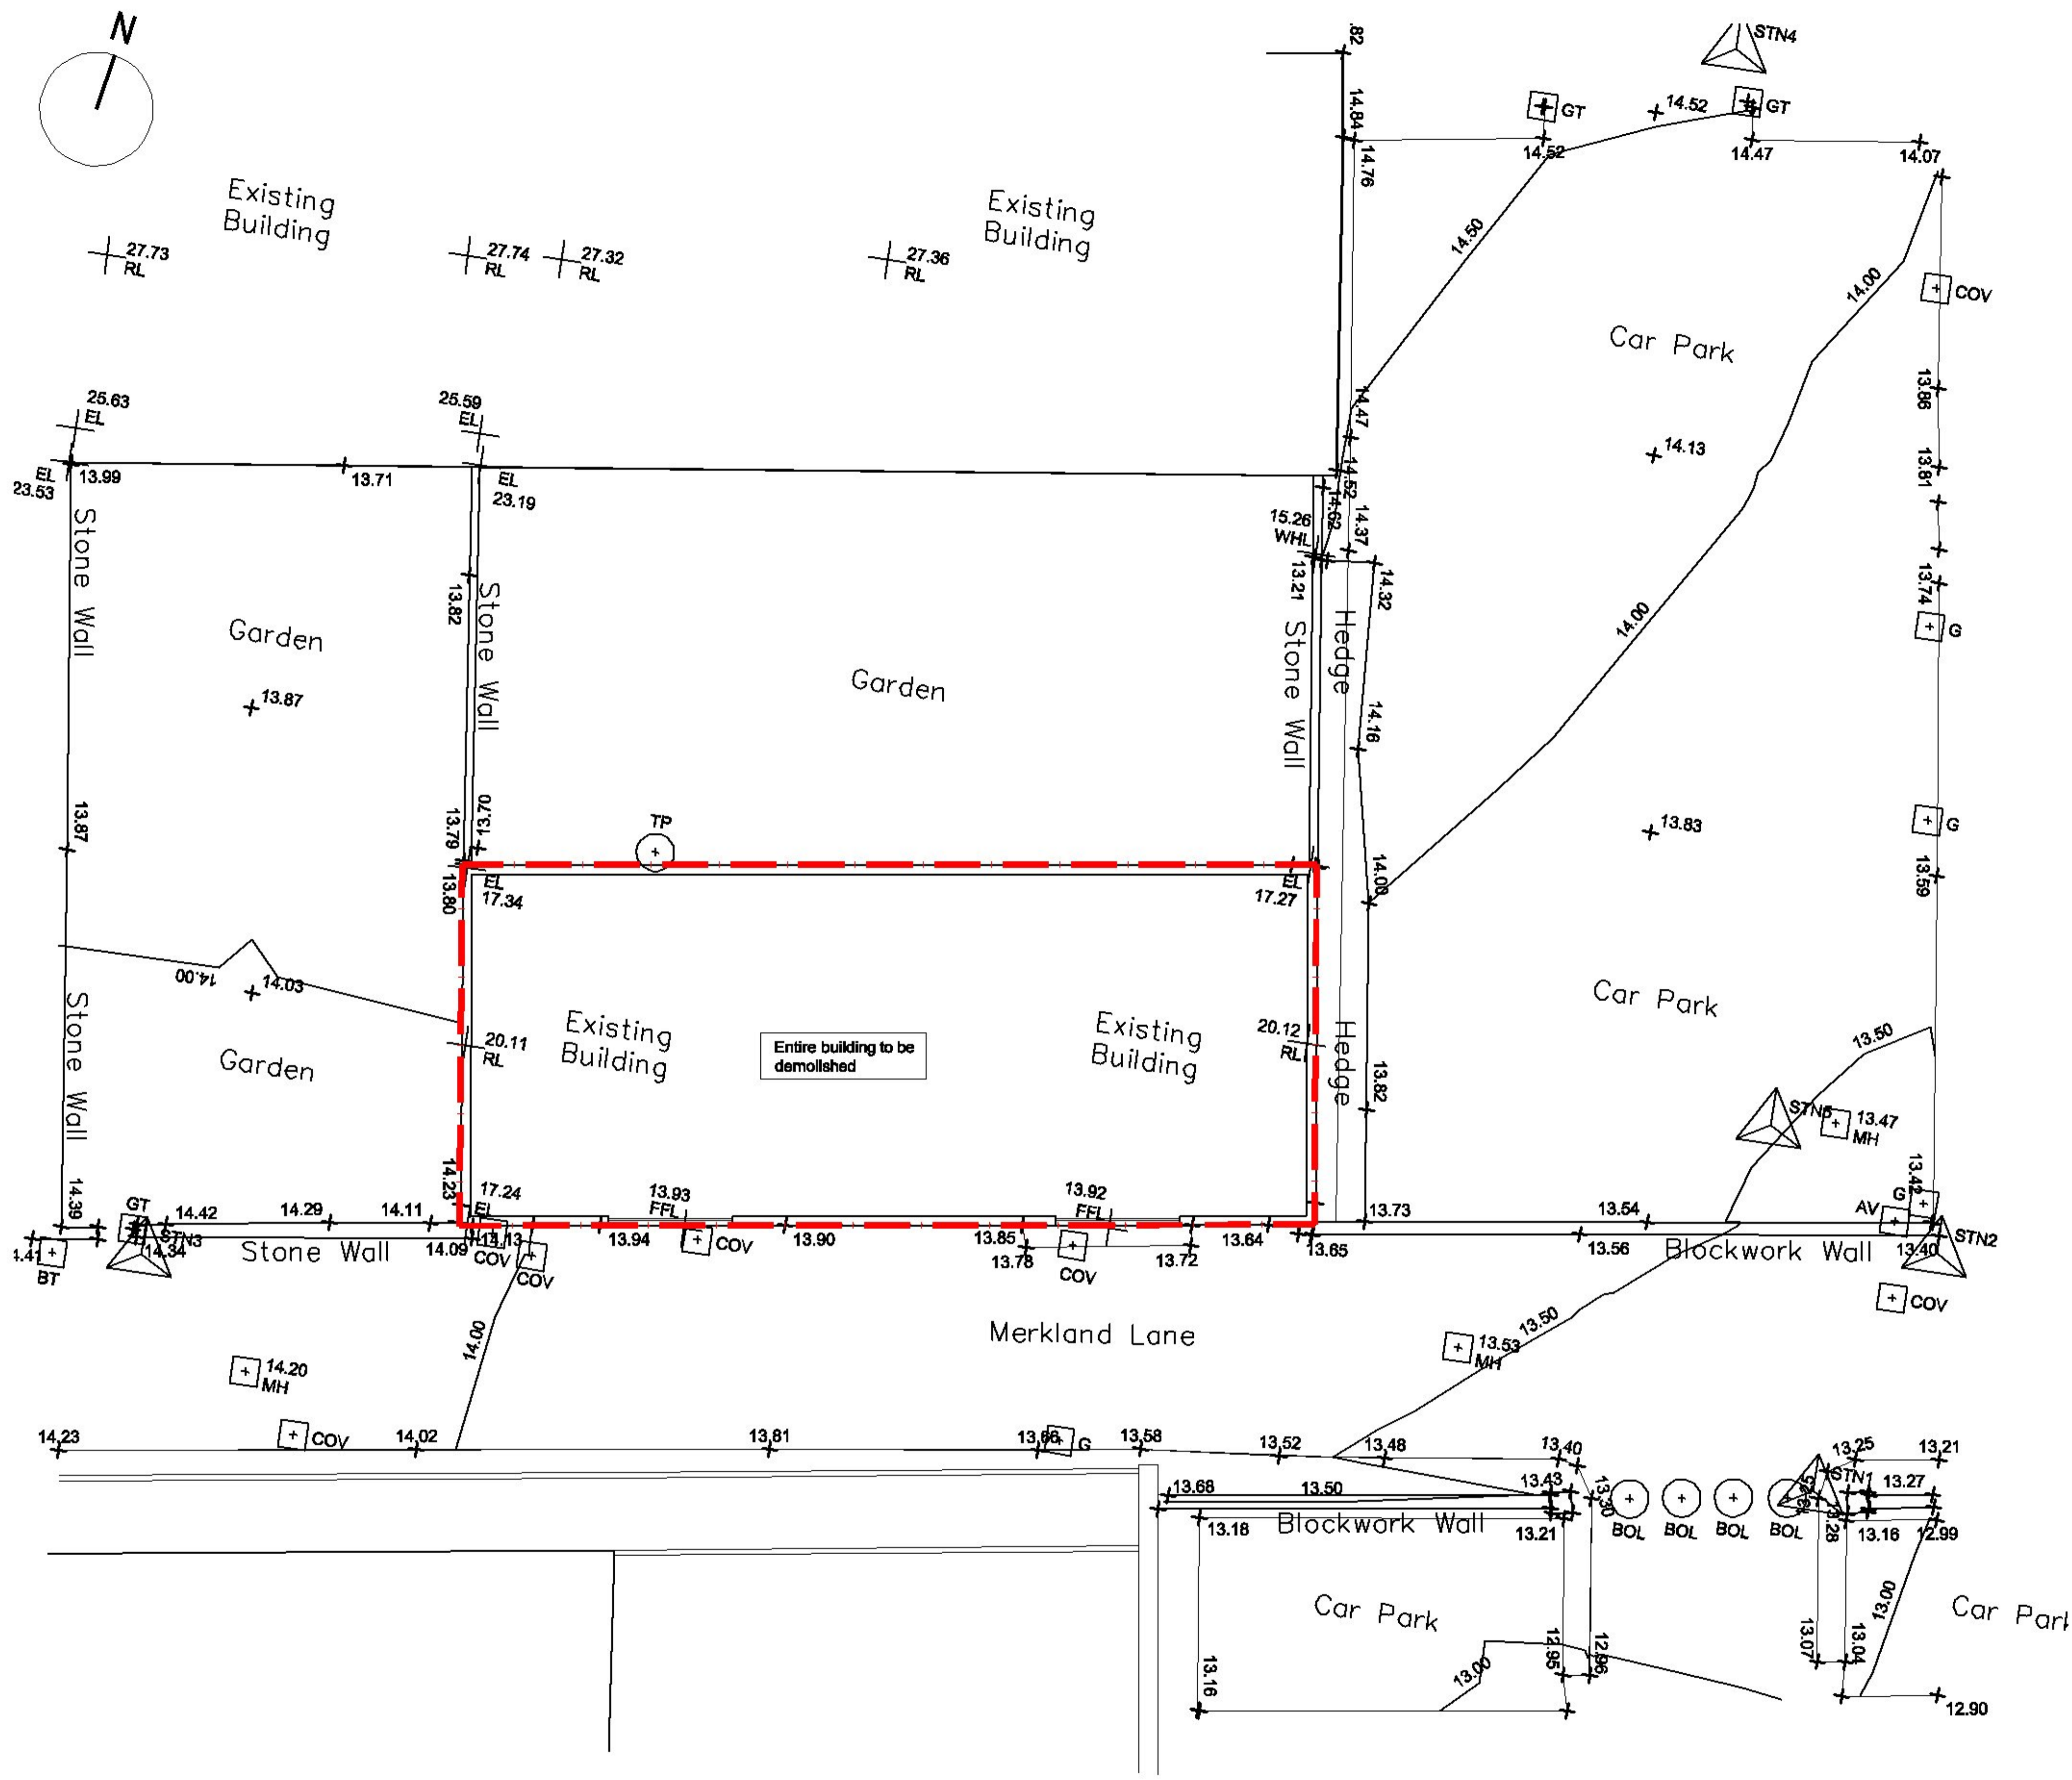 N
.82
STN4
14.84
GT
14.52
GT
14.76
14.52
14.47
14.07
Existing
Building
Existing
Building
27.73
RL
27.74
RL
27.32
RL
27.36
RL
14.50
14.00
COV
Car Park
25.63
EL
25.59
EL
14.47
13.86
14.13
EL
23.53
13.99
13.71
EL
23.19
14.52
14.62
14.37
13.81
15.26
WHL
Stone Wall
13.82
Stone Wall
13.21
Stone Wall
14.32
Hedge
14.00
13.74
G
Garden
Garden
13.87
14.16
13.87
13.79
13.70
TP
13.83
G
13.80
EL
17.34
EL
17.27
14.00
13.59
14.00
14.03
Stone Wall
Garden
20.11
RL
Existing
Building
Entire building to be
demolished
Existing
Building
20.12
RL
Hedge
13.82
Car Park
13.50
STN5
13.47
MH
14.39
GT
14.42
14.29
14.11
14.23
17.24
EL
13.93
FFL
13.92
FFL
13.73
13.54
13.42
G
AV
STN2
STN3
14.34
Stone Wall
14.09
14.13
COV
COV
13.94
COV
13.90
13.85
13.78
COV
13.72
13.64
13.65
13.56
Blockwork Wall
13.40
COV
BT
14.00
Merkland Lane
13.50
13.53
MH
14.20
MH
COV
14.23
14.02
13.81
13.66
G
13.58
13.52
13.48
13.40
13.25
13.21
STN1
13.27
13.68
13.50
13.43
13.30
BOL
BOL
BOL
BOL
13.28
13.16
12.99
13.18
Blockwork Wall
13.21
Car Park
13.00
Car Par
13.16
13.00
12.95
12.96
13.07
13.04
12.90